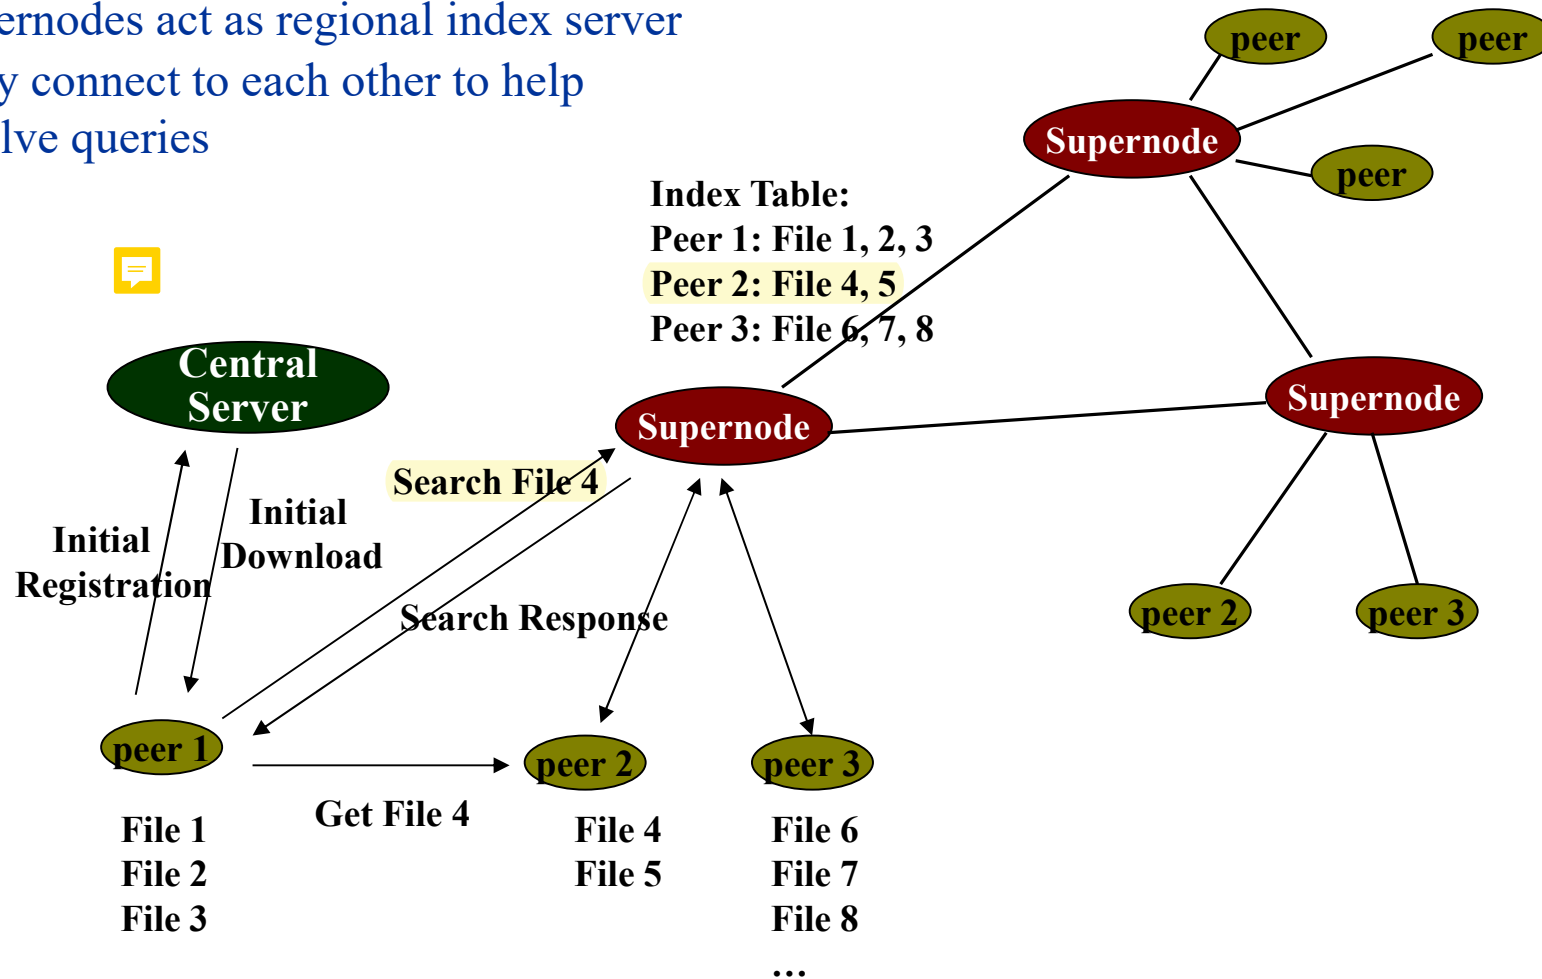 ernodes act as regional index server
y connect to each other to help
lve queries
peer
peer
Supernode
peer
Index Table:
Peer 1: File 1, 2, 3
Peer 2: File 4, 5
Peer 3: File 6, 7, 8
Central
Server
Supernode
Supernode
Search File 4
Initial
Registration
Initial
Download
Search Response
peer 2
peer 3
peer 1
peer 2
peer 3
Get File 4
File 1
File 2
File 3
File 4
File 5
File 6
File 7
File 8
...